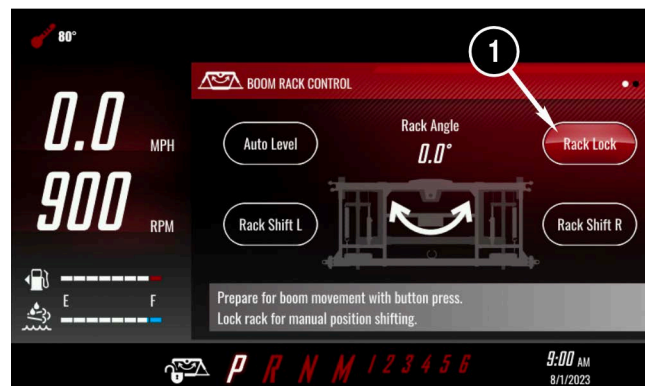 80°
1
BOOM RACK CONTROL
0.0 MPH
Auto Level
Rack Angle
0.0°
Rack Lock
900 RPM
Rack Shift L
Rack Shift R
E F
Prepare for boom movement with button press.
Lock rack for manual position shifting.
P R N M 1 2 3 4 5 6
9:00 AM
8/1/2023